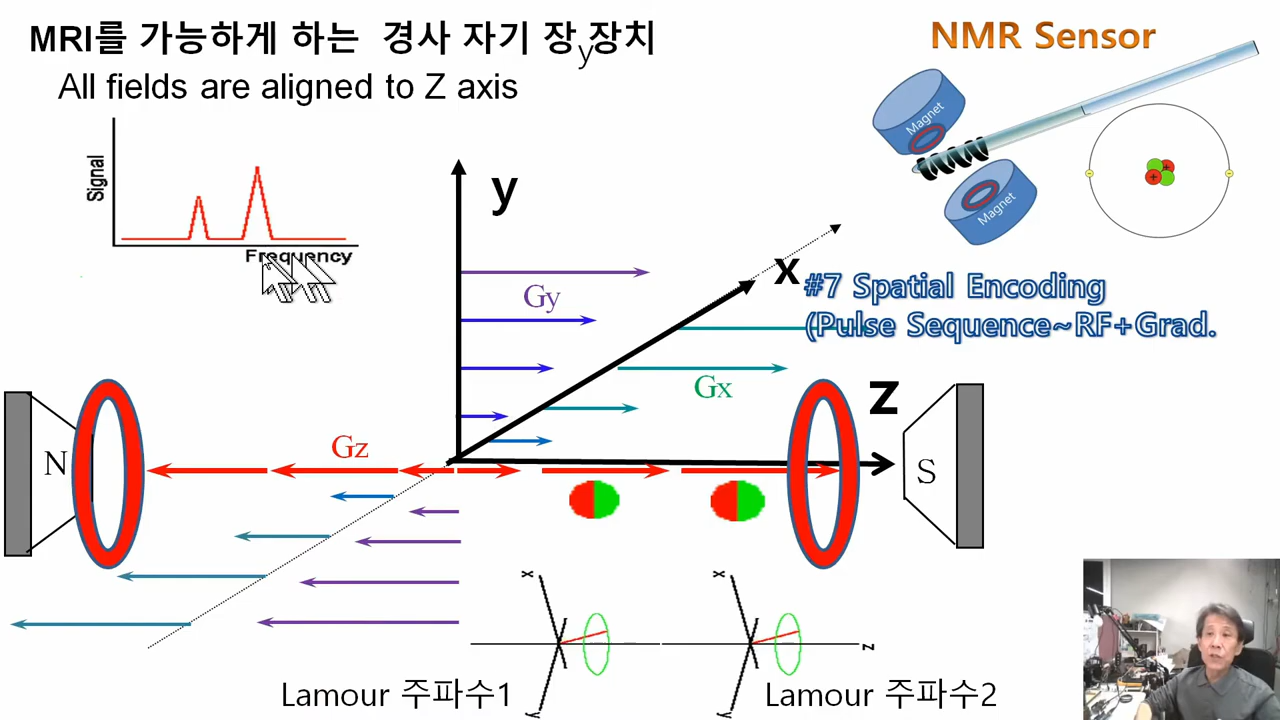 MRI를 가능하게 하는 경사 자기 장 장치
y
All fields are aligned to Z axis
NMR Sensor
Magnet
Magnet
Signal
Frequency
y
x
#7 Spatial Encoding
(Pulse Sequence~RF+Grad.
Gy
Gx
Z
Gz
N
S
x
x
z
y
y
Lamour 주파수1
Lamour 주파수2